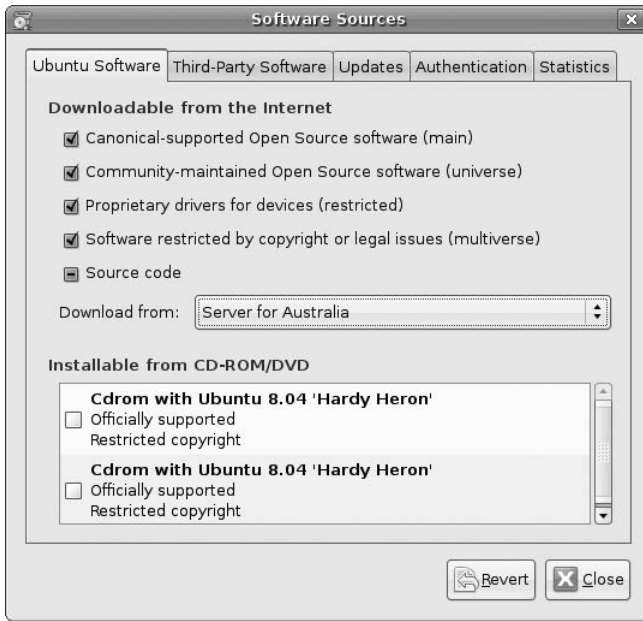 Software Sources
Ubuntu Software Third-Party Software Updates Authentication Statistics
Downloadable from the Internet
Canonical-supported Open Source software (main)
Community-maintained Open Source software (universe)
Proprietary drivers for devices (restricted)
Software restricted by copyright or legal issues (multiverse)
Source code
Download from: Server for Australia
Installable from CD-ROM/DVD
Cdrom with Ubuntu 8.04 'Hardy Heron'
Officially supported
Restricted copyright
Cdrom with Ubuntu 8.04 'Hardy Heron'
Officially supported
Restricted copyright
Revert Close